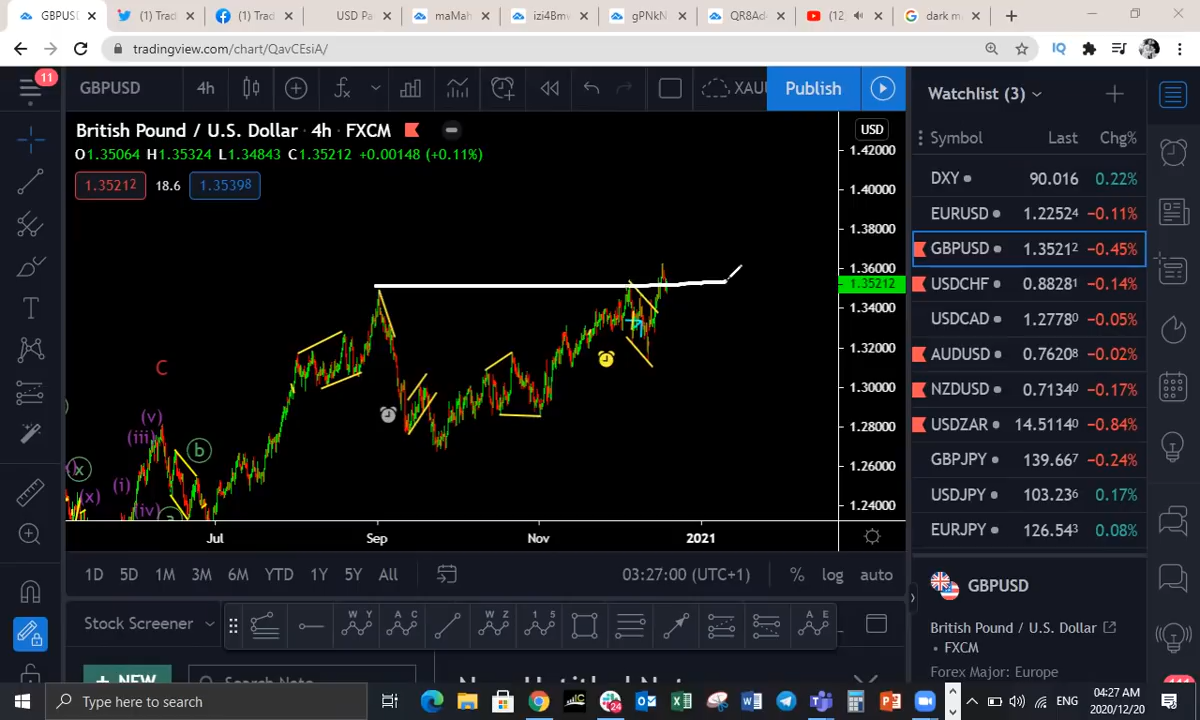 GBPUSD
(1) Trad
(1) Trad
USD Pa
maMah
izi4Bmv
gPNkN
QR8Ad
(12
dark m
tradingview.com/chart/QavCEsiA/
11
GBPUSD
4h
XAU
Publish
Watchlist (3)
British Pound / U.S. Dollar · 4h · FXCM
USD
Symbol
Last
Chg%
O1.35064 H1.35324 L1.34843 C1.35212 +0.00148 (+0.11%)
1.35212
18.6
1.35398
1.42000
1.40000
1.38000
1.36000
1.35212
1.34000
1.32000
1.30000
1.28000
1.26000
1.24000
DXY 90.016 0.22%
EURUSD 1.22524 −0.11%
GBPUSD 1.35212 −0.45%
USDCHF 0.88281 −0.14%
USDCAD 1.27780 −0.05%
AUDUSD 0.76208 −0.02%
NZDUSD 0.71340 −0.17%
USDZAR 14.51140 −0.84%
GBPJPY 139.667 −0.24%
USDJPY 103.236 0.17%
EURJPY 126.543 0.08%
C
(v)
(iii)
b
x
(x)
(i)
(iv)
a
Jul
Sep
Nov
2021
1D 5D 1M 3M 6M YTD 1Y 5Y All
03:27:00 (UTC+1)
%
log
auto
GBPUSD
Stock Screener
W Y
A C
W Z
1 5
A E
British Pound / U.S. Dollar
• FXCM
Forex Major: Europe
+ NEW
Search Note
New Untitled Note
Type here to search
24
ENG
04:27 AM
2020/12/20